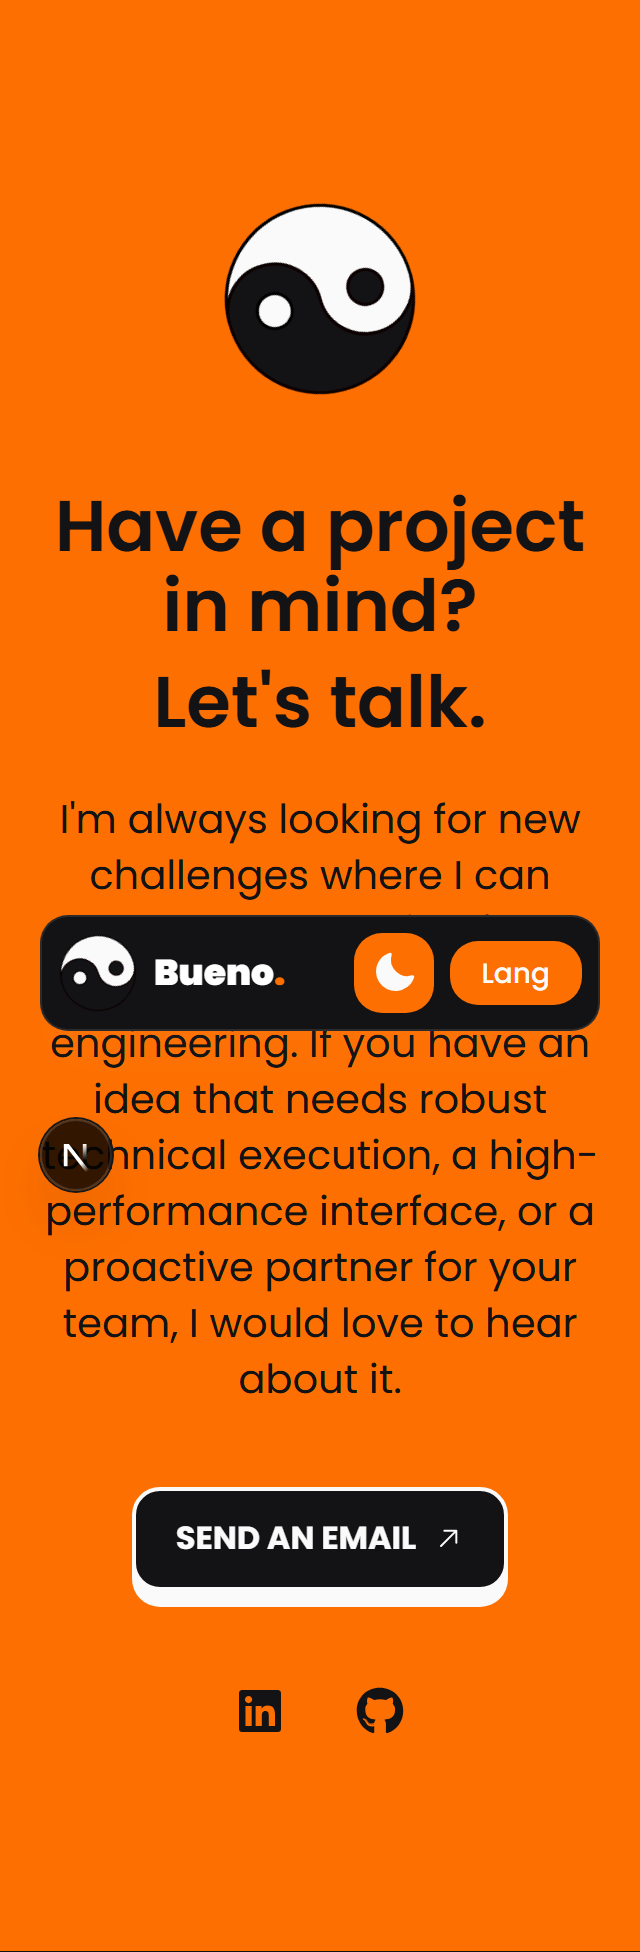 Have a project
in mind?
Let's talk.
I'm always looking for new
challenges where I can
Bueno.
Lang
engineering. If you have an
idea that needs robust
technical execution, a high-
performance interface, or a
proactive partner for your
team, I would love to hear
about it.
SEND AN EMAIL